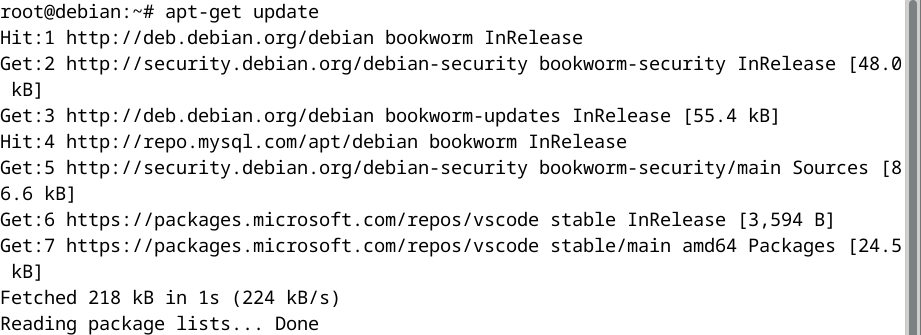 root@debian:~# apt-get update
Hit:1 http://deb.debian.org/debian bookworm InRelease
Get:2 http://security.debian.org/debian-security bookworm-security InRelease [48.0
 kB]
Get:3 http://deb.debian.org/debian bookworm-updates InRelease [55.4 kB]
Hit:4 http://repo.mysql.com/apt/debian bookworm InRelease
Get:5 http://security.debian.org/debian-security bookworm-security/main Sources [8
6.6 kB]
Get:6 https://packages.microsoft.com/repos/vscode stable InRelease [3,594 B]
Get:7 https://packages.microsoft.com/repos/vscode stable/main amd64 Packages [24.5
 kB]
Fetched 218 kB in 1s (224 kB/s)
Reading package lists... Done